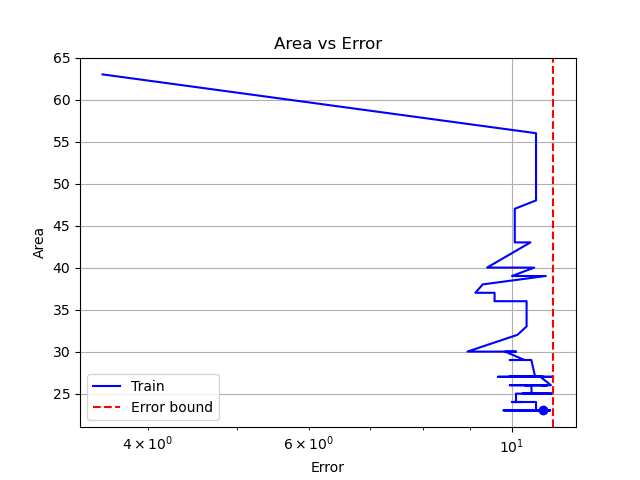 Area vs Error
65
60
55
50
45
40
35
30
25
Area
Train
Error bound
4 × 10⁰
6 × 10⁰
10¹
Error